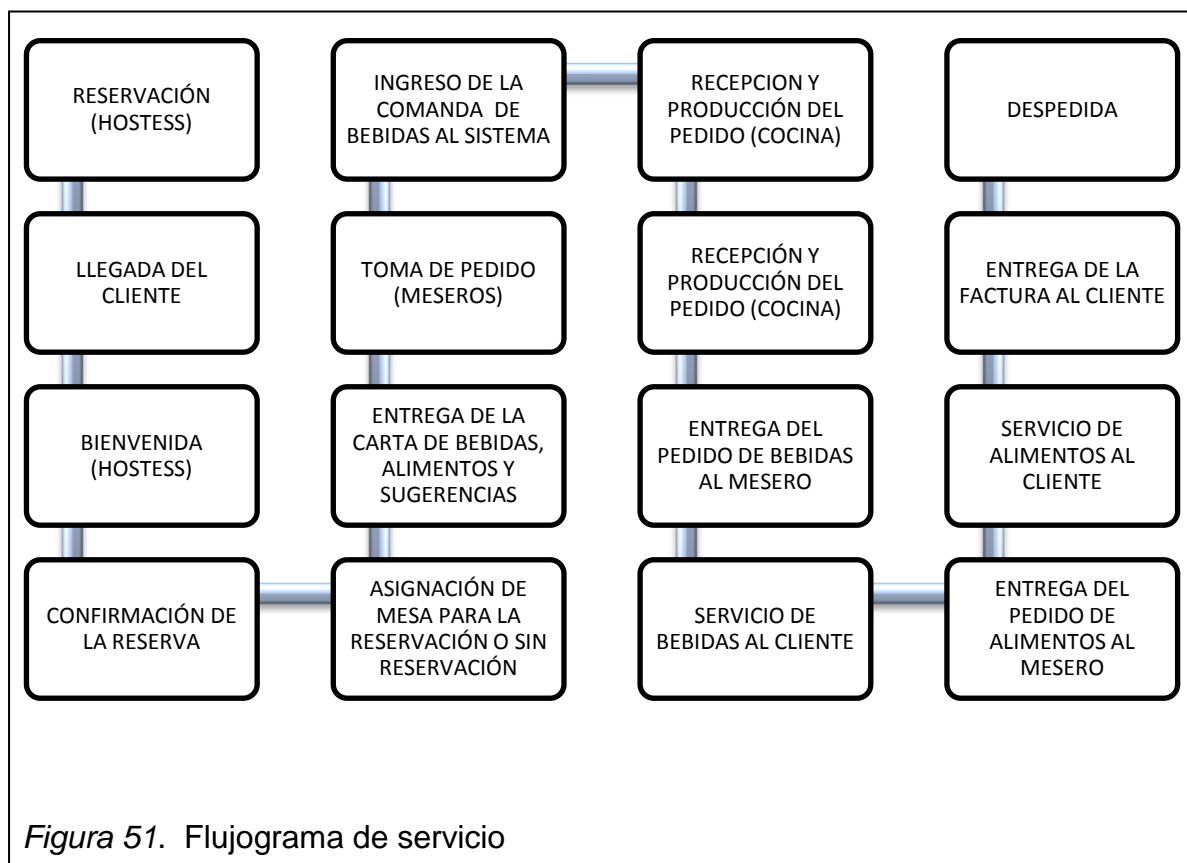 RESERVACIÓN
(HOSTESS)
LLEGADA DEL
CLIENTE
BIENVENIDA
(HOSTESS)
CONFIRMACIÓN DE
LA RESERVA
ASIGNACIÓN DE
MESA PARA LA
RESERVACIÓN O SIN
RESERVACIÓN
ENTREGA DE LA
CARTA DE BEBIDAS,
ALIMENTOS Y
SUGERENCIAS
TOMA DE PEDIDO
(MESEROS)
INGRESO DE LA
COMANDA DE
BEBIDAS AL SISTEMA
RECEPCION Y
PRODUCCIÓN DEL
PEDIDO (COCINA)
RECEPCIÓN Y
PRODUCCIÓN DEL
PEDIDO (COCINA)
ENTREGA DEL
PEDIDO DE BEBIDAS
AL MESERO
SERVICIO DE
BEBIDAS AL CLIENTE
ENTREGA DEL
PEDIDO DE
ALIMENTOS AL
MESERO
SERVICIO DE
ALIMENTOS AL
CLIENTE
ENTREGA DE LA
FACTURA AL CLIENTE
DESPEDIDA
Figura 51. Flujograma de servicio